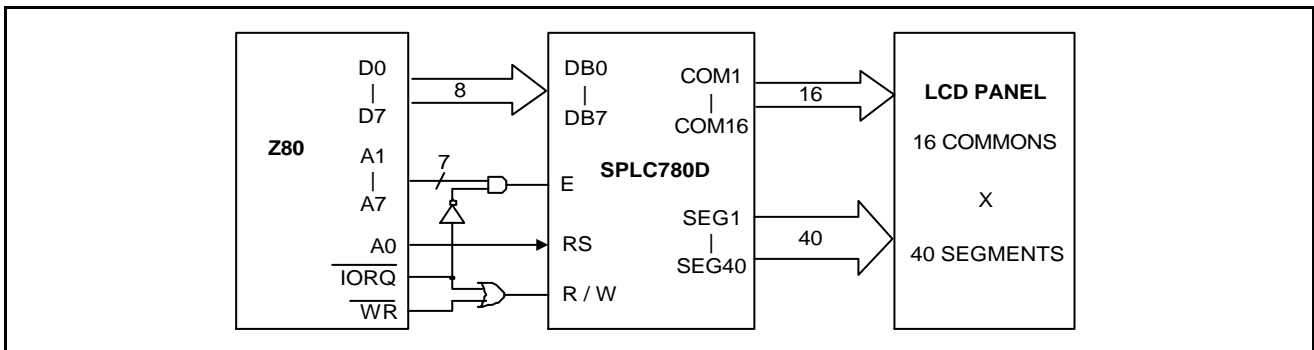 Z80
D0
|
D7
A1
|
A7
A0
IORQ
WR
8
7
SPLC780D
DB0
|
DB7
E
RS
R / W
COM1
|
COM16
SEG1
|
SEG40
16
40
LCD PANEL
16 COMMONS
X
40 SEGMENTS